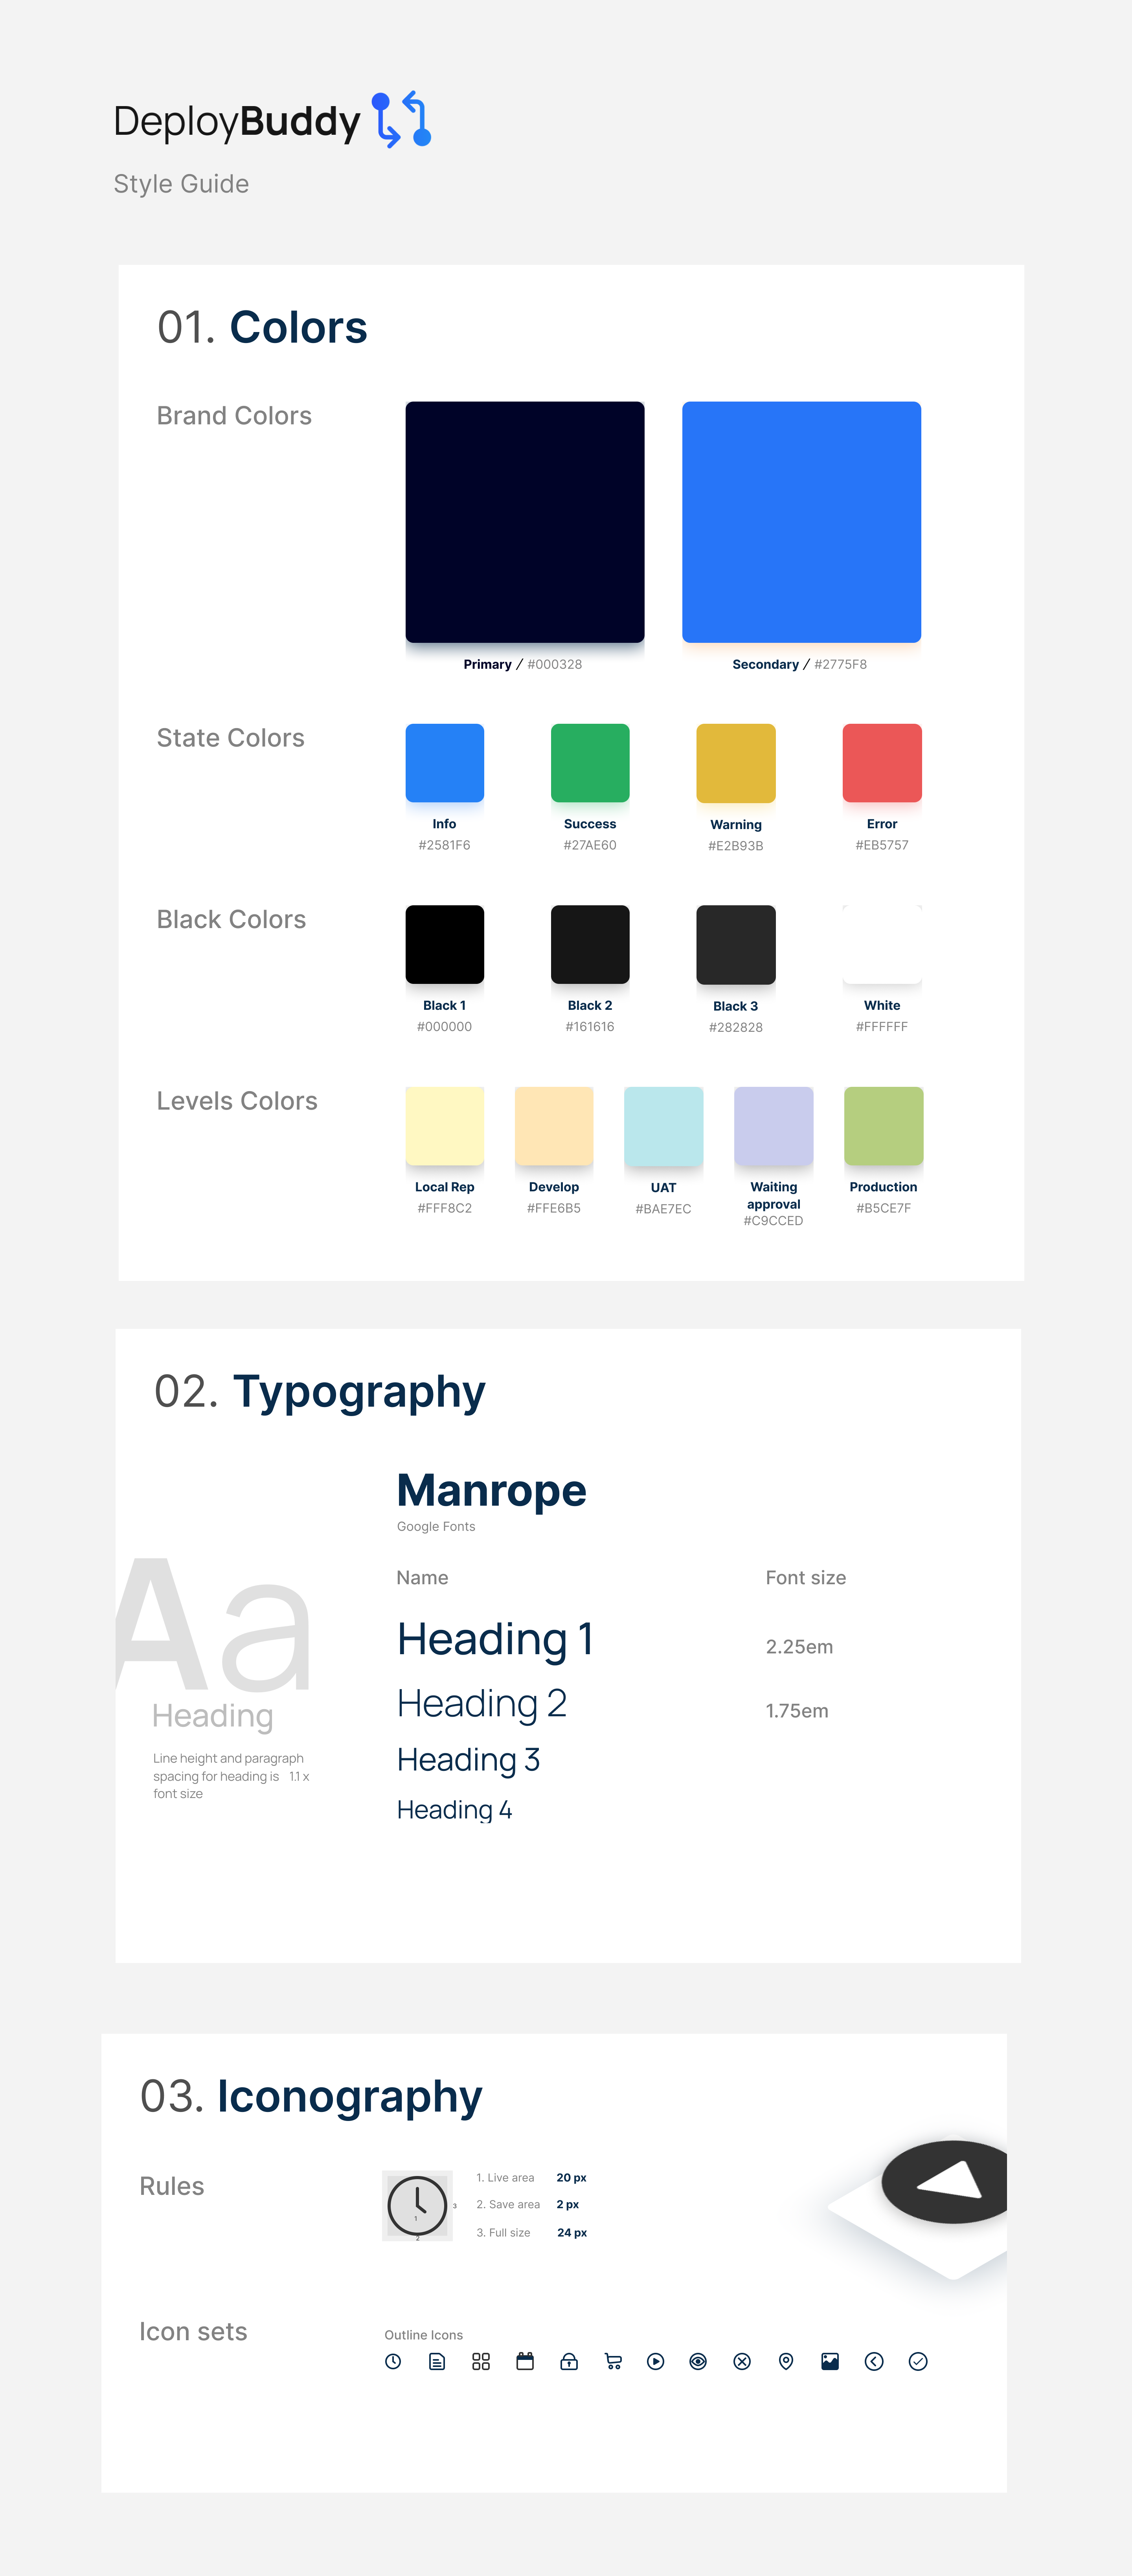 DeployBuddy
Style Guide
01. Colors
Brand Colors
Primary / #000328
Secondary / #2775F8
State Colors
Info
#2581F6
Success
#27AE60
Warning
#E2B93B
Error
#EB5757
Black Colors
Black 1
#000000
Black 2
#161616
Black 3
#282828
White
#FFFFFF
Levels Colors
Local Rep
#FFF8C2
Develop
#FFE6B5
UAT
#BAE7EC
Waiting
approval
#C9CCED
Production
#B5CE7F
02. Typography
Aa
Heading
Line height and paragraph
spacing for heading is 1.1 x
font size
Manrope
Google Fonts
Name
Font size
Heading 1
2.25em
Heading 2
1.75em
Heading 3
Heading 4
03. Iconography
Rules
1
2
3
1. Live area 20 px
2. Save area 2 px
3. Full size 24 px
Icon sets
Outline Icons